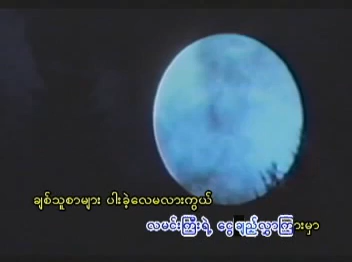 ချစ်သူစာများ ပါးခဲ့လေမလားကွယ်
လမင်းကြီးရဲ့ ငွေချည်လွှာကြားမှာ